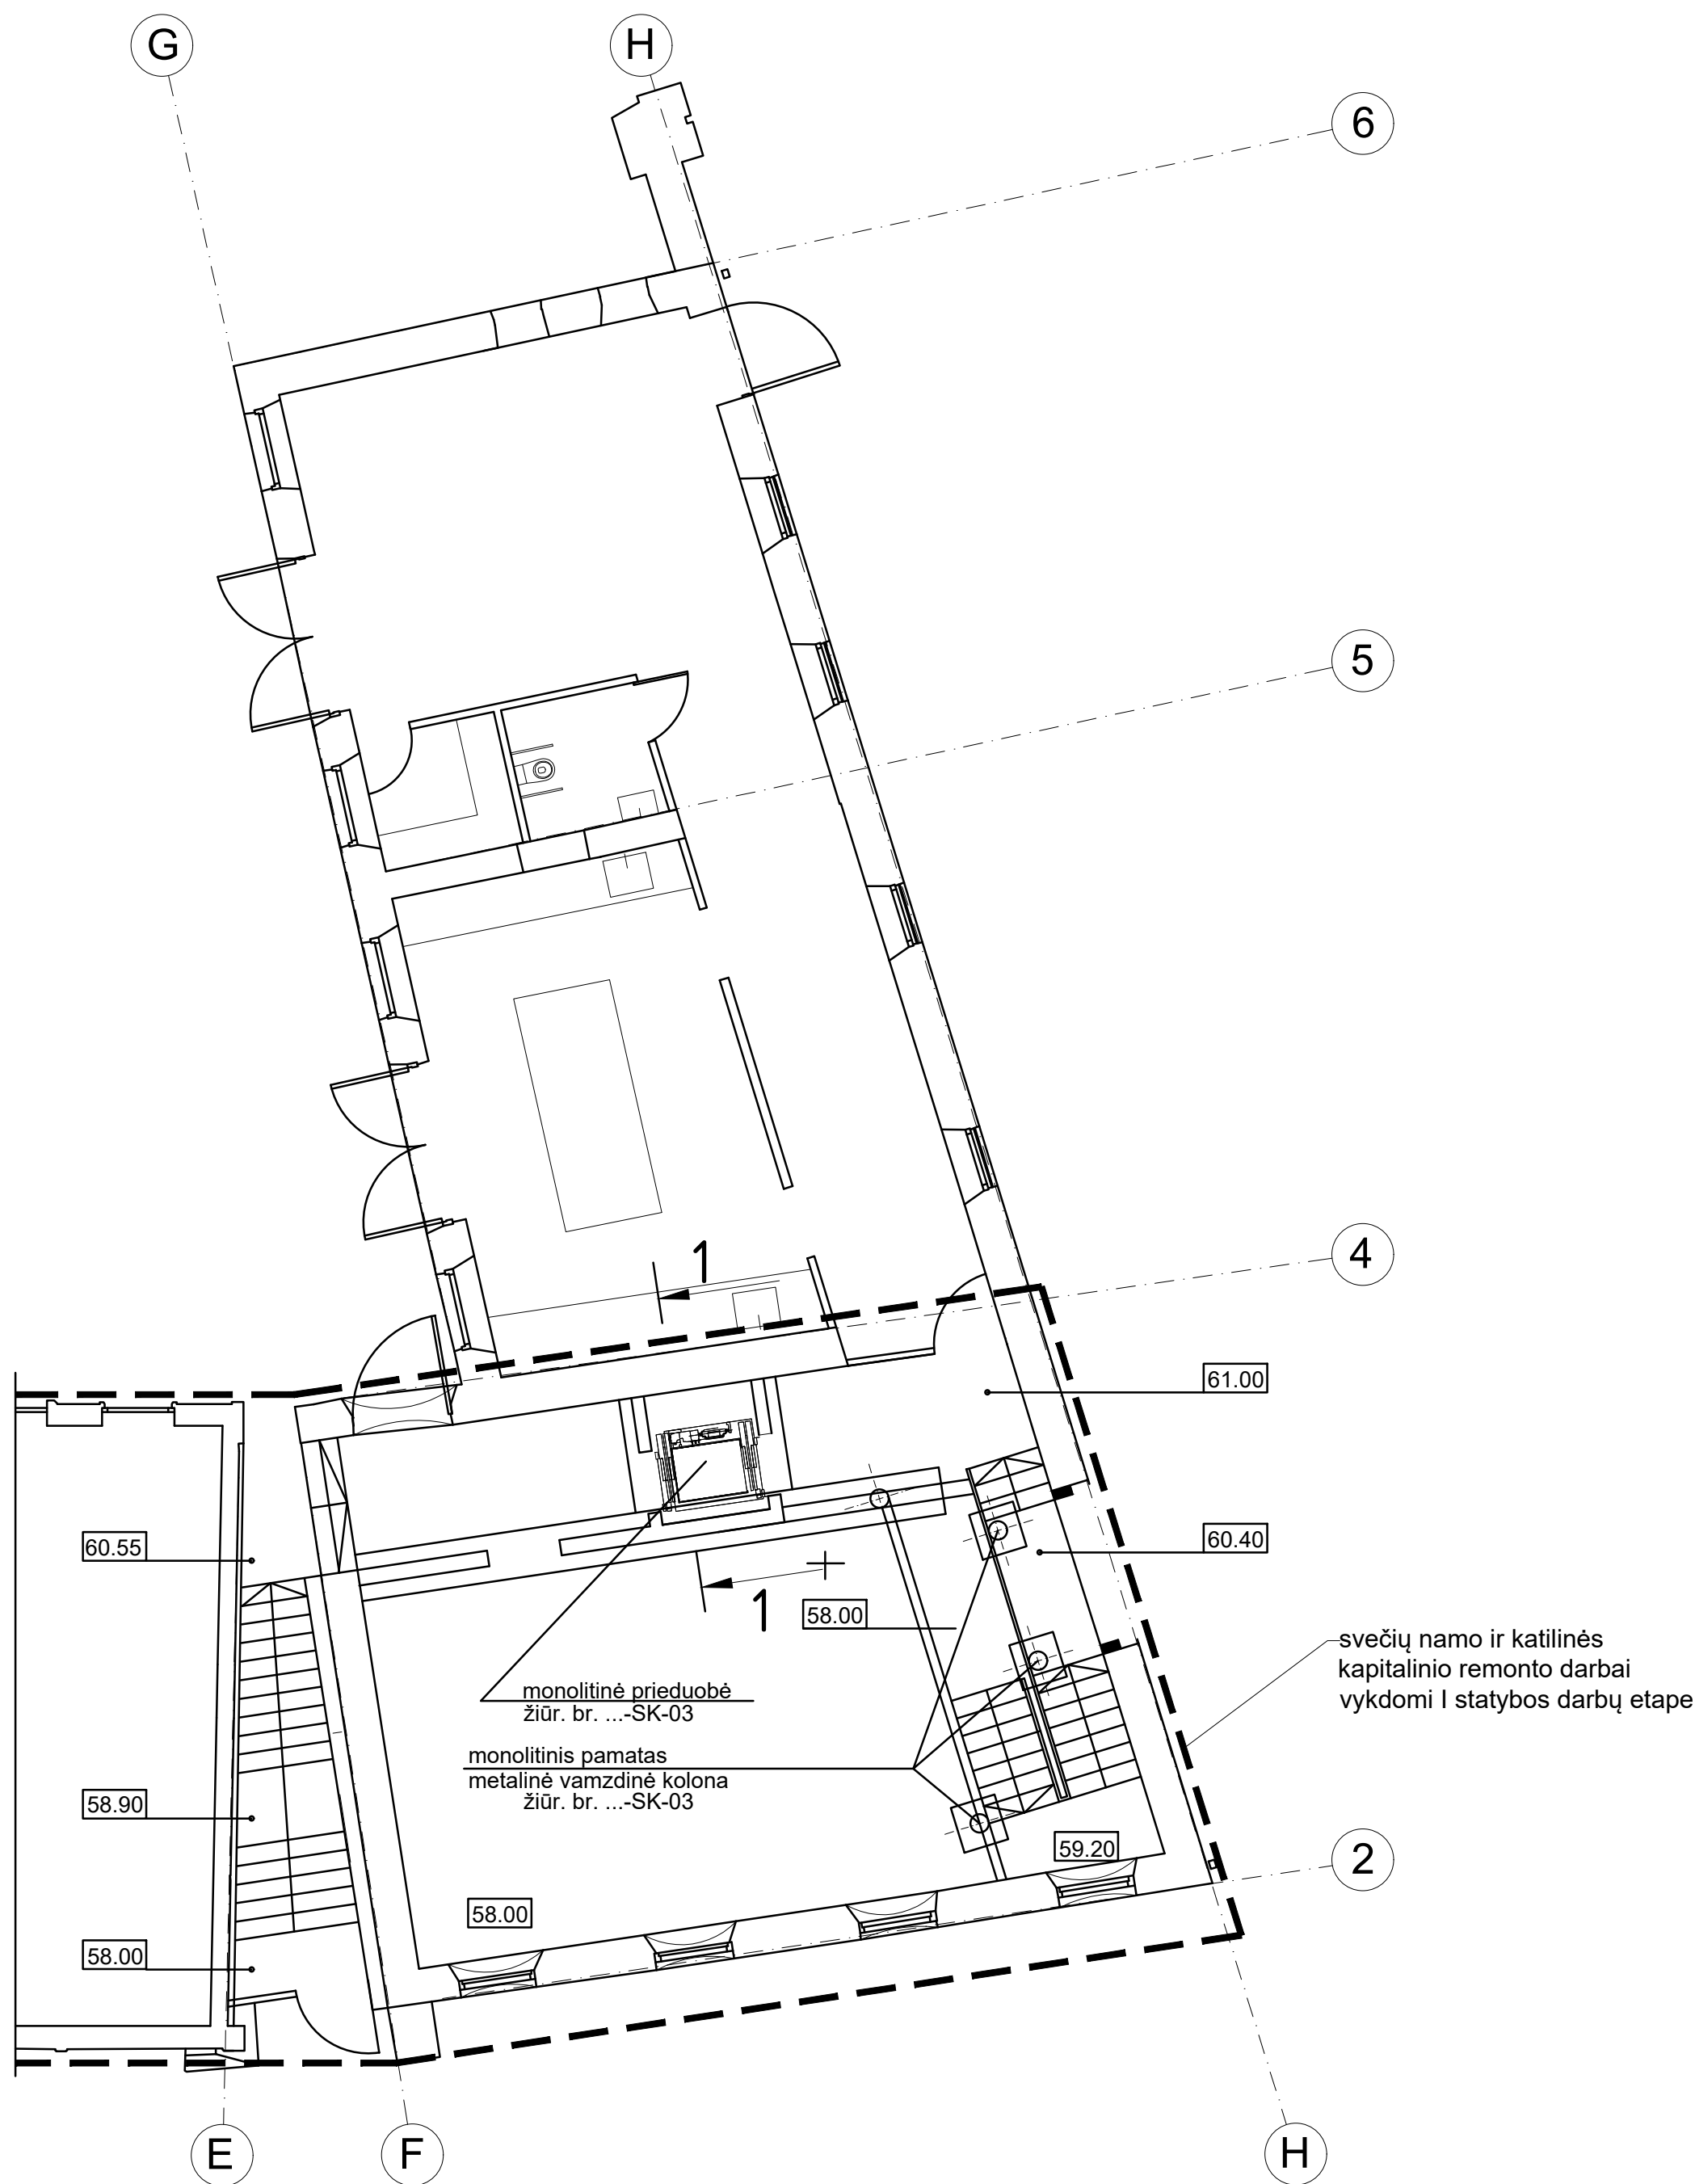 G
H
6
5
1
4
61.00
60.55
60.40
1
58.00
svečių namo ir katilinės
kapitalinio remonto darbai
vykdomi I statybos darbų etape
monolitinė prieduobė
žiūr. br. ...-SK-03
monolitinis pamatas
metalinė vamzdinė kolona
žiūr. br. ...-SK-03
58.90
59.20
2
58.00
58.00
E
F
H